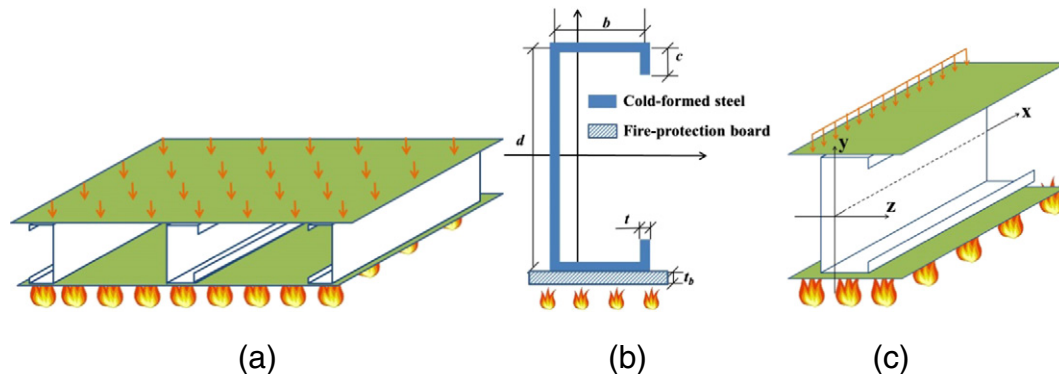 b
c
Cold-formed steel
Fire-protection board
d
t
t_b
x
y
z
(a)
(b)
(c)